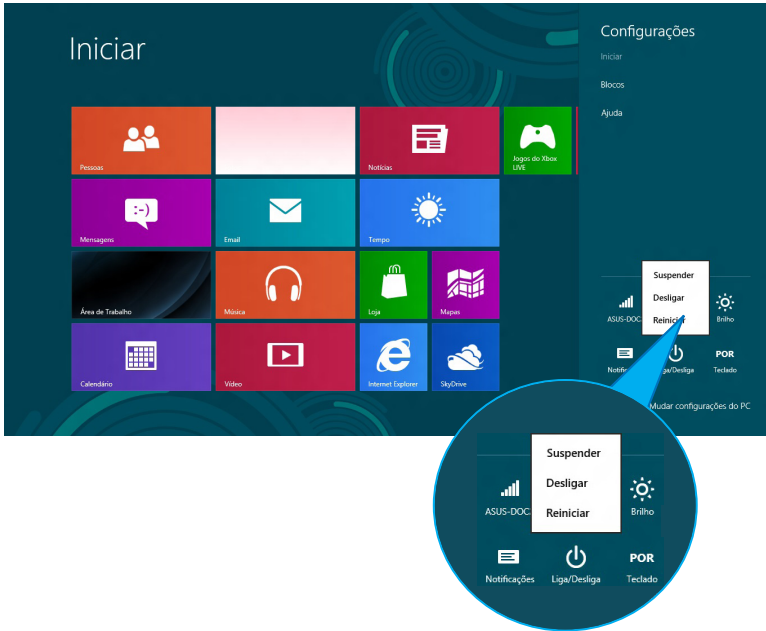 Iniciar
Pessoas
Notícias
Jogos do Xbox
LIVE
Mensagens
:-)
Email
Tempo
Área de Trabalho
Música
Loja
Mapas
Calendário
Vídeo
Internet Explorer
SkyDrive
Configurações
Iniciar
Blocos
Ajuda
Suspender
Desligar
Reiniciar
ASUS-DOC
Brilho
POR
Notific
ga/Desliga
Teclado
Mudar configurações do PC
Suspender
Desligar
Reiniciar
ASUS-DOC
Brilho
POR
Notificações
Liga/Desliga
Teclado